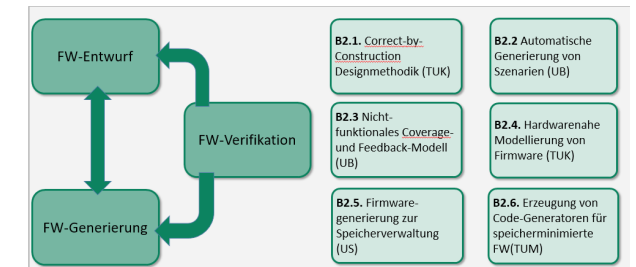 FW-Entwurf
FW-Verifikation
FW-Generierung
B2.1. Correct-by-
Construction
Designmethodik (TUK)
B2.2 Automatische
Generierung von
Szenarien (UB)
B2.3 Nicht-
funktionales Coverage-
und Feedback-Modell
(UB)
B2.4. Hardwarenahe
Modellierung von
Firmware (TUK)
B2.5. Firmware-
generierung zur
Speicherverwaltung
(US)
B2.6. Erzeugung von
Code-Generatoren für
speicherminimierte
FW(TUM)